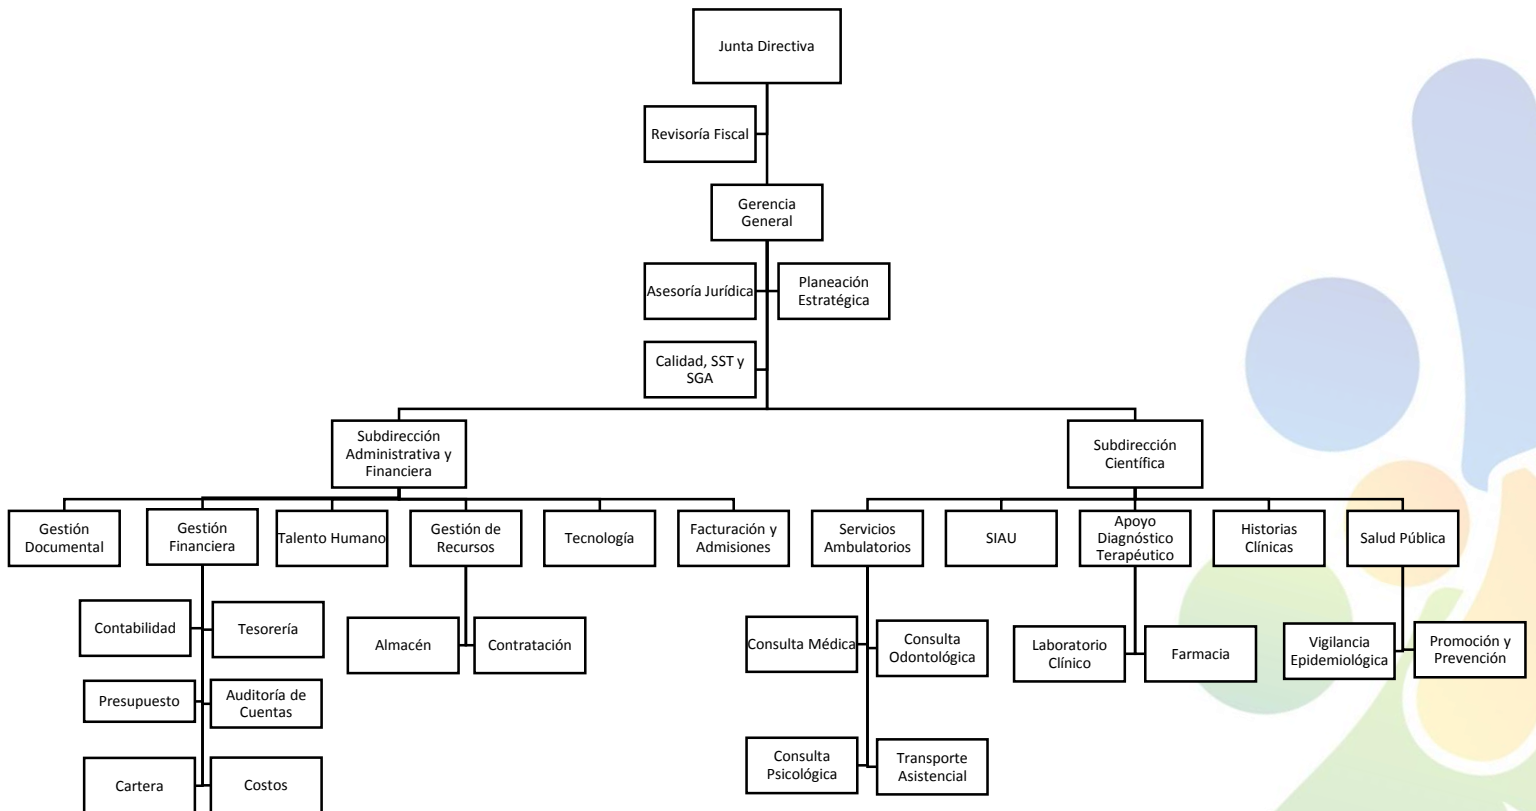 Junta Directiva
Revisoría Fiscal
Gerencia
General
Asesoría Jurídica
Planeación
Estratégica
Calidad, SST y
SGA
Subdirección
Administrativa y
Financiera
Subdirección
Científica
Gestión
Documental
Gestión
Financiera
Talento Humano
Gestión de
Recursos
Tecnología
Facturación y
Admisiones
Servicios
Ambulatorios
SIAU
Apoyo
Diagnóstico
Terapéutico
Historias
Clínicas
Salud Pública
Contabilidad
Tesorería
Almacén
Contratación
Consulta Médica
Consulta
Odontológica
Laboratorio
Clínico
Farmacia
Vigilancia
Epidemiológica
Promoción y
Prevención
Presupuesto
Auditoría de
Cuentas
Cartera
Costos
Consulta
Psicológica
Transporte
Asistencial